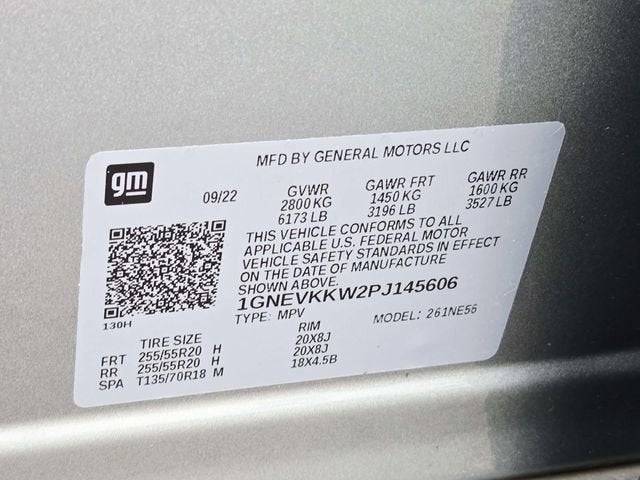 gm
MFD BY GENERAL MOTORS LLC
09/22 GVWR GAWR FRT GAWR RR
2800 KG 1450 KG 1600 KG
6173 LB 3196 LB 3527 LB
THIS VEHICLE CONFORMS TO ALL
APPLICABLE U.S. FEDERAL MOTOR
VEHICLE SAFETY STANDARDS IN EFFECT
ON THE DATE OF MANUFACTURE
SHOWN ABOVE.
1GNEVKKW2PJ145606
130H
TYPE: MPV MODEL: 261NE56
TIRE SIZE RIM
FRT 255/55R20 H 20X8J
RR 255/55R20 H 20X8J
SPA T135/70R18 M 18X4.5B